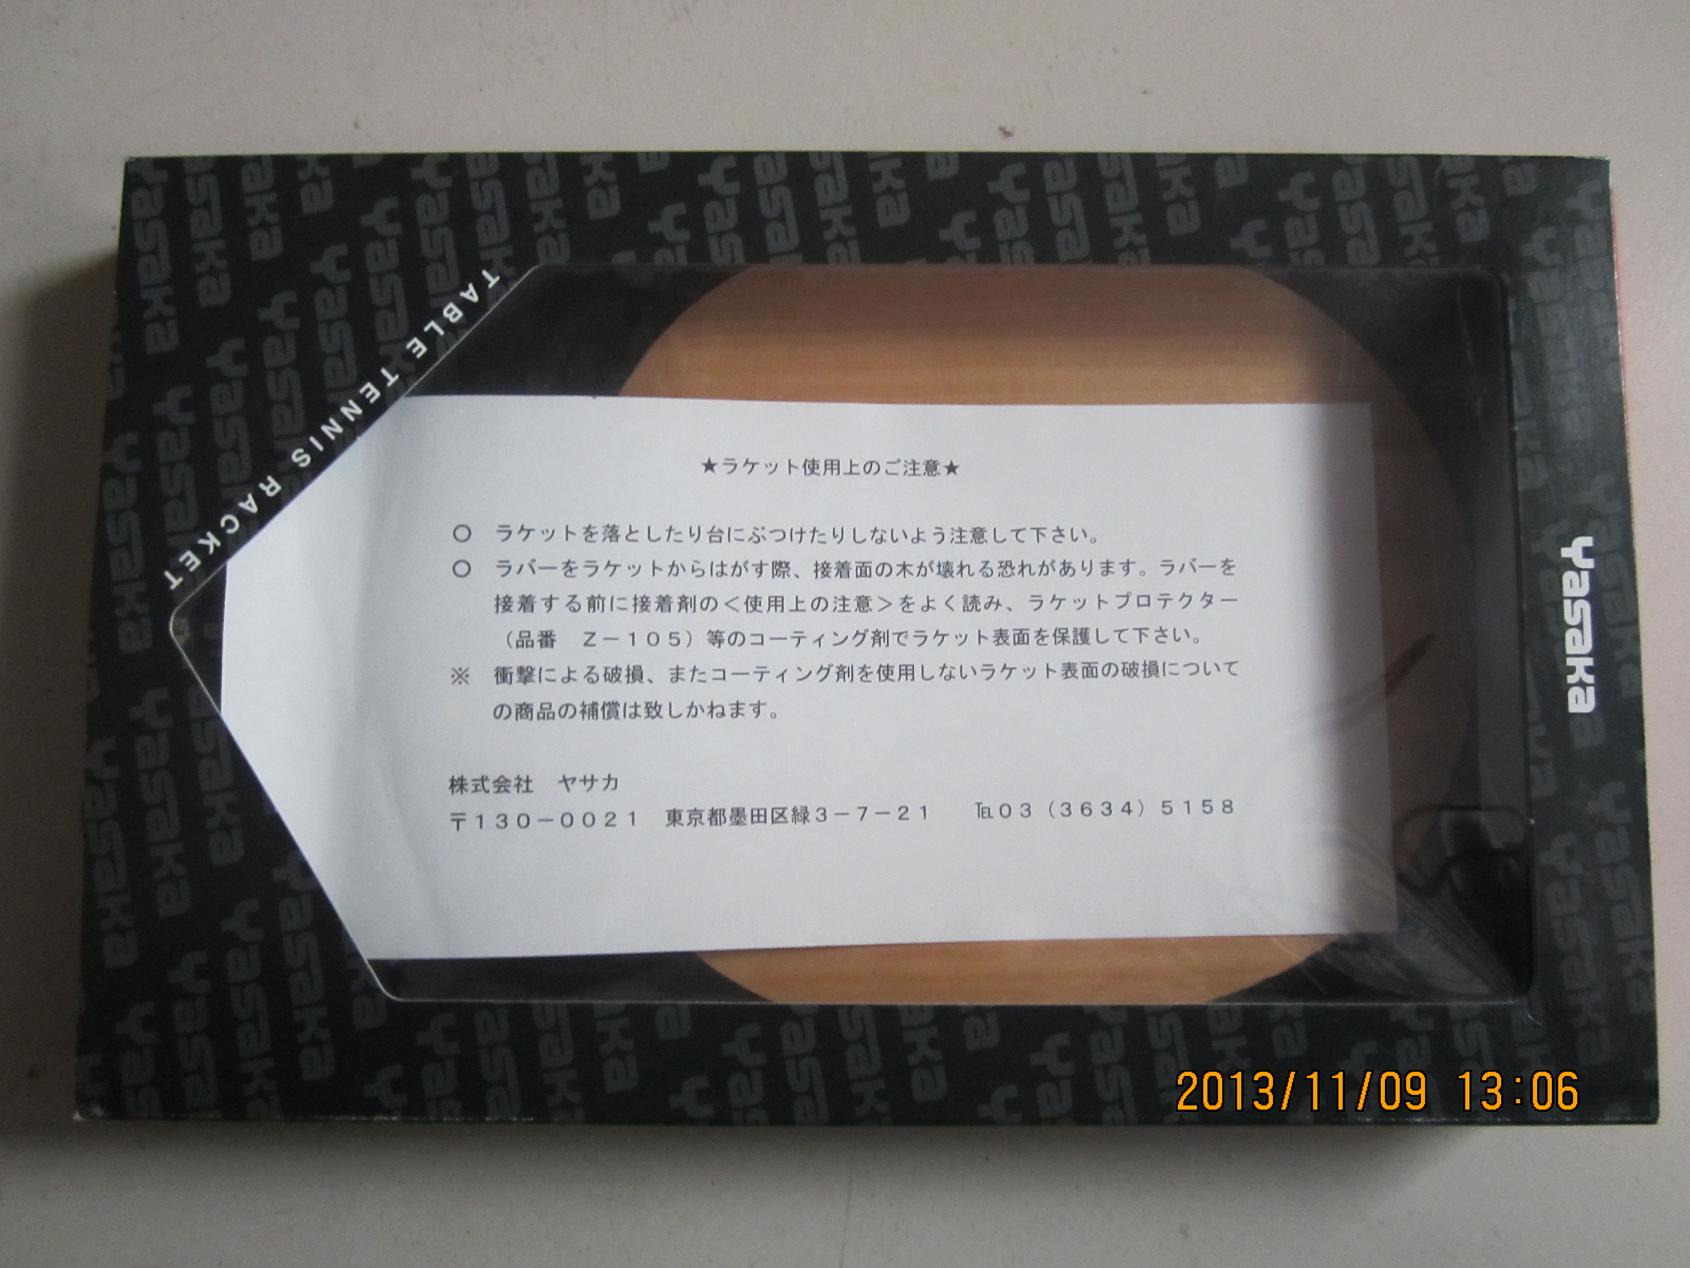 TABLE TENNIS RACKET
★ラケット使用上のご注意★
○ ラケットを落としたり台にぶつけたりしないよう注意して下さい。
○ ラバーをラケットからはがす際、接着面の木が壊れる恐れがあります。ラバーを
接着する前に接着剤の＜使用上の注意＞をよく読み、ラケットプロテクター
（品番　Ｚ－１０５）等のコーティング剤でラケット表面を保護して下さい。
※ 衝撃による破損、またコーティング剤を使用しないラケット表面の破損について
の商品の補償は致しかねます。
株式会社　ヤサカ
〒１３０－００２１　東京都墨田区緑３－７－２１　℡０３（３６３４）５１５８
Yasaka
2013/11/09 13:06